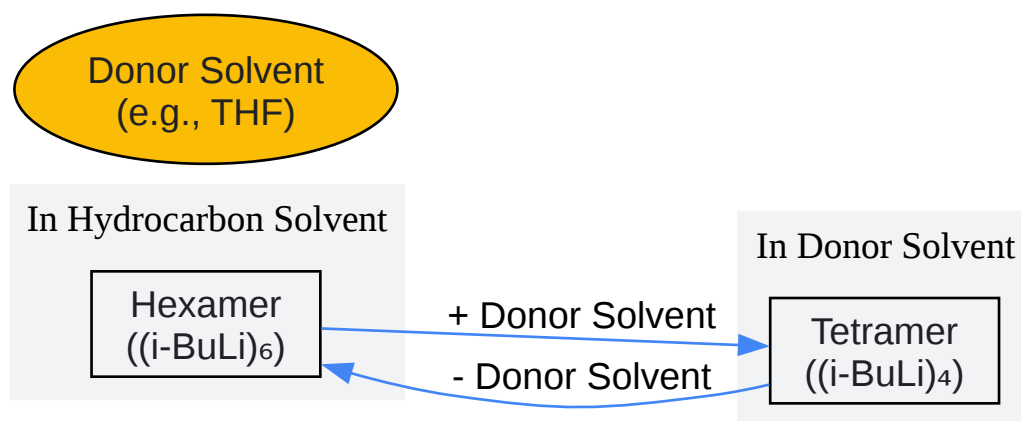 Donor Solvent
(e.g., THF)
In Hydrocarbon Solvent
Hexamer
((i-BuLi)₆)
+ Donor Solvent
- Donor Solvent
In Donor Solvent
Tetramer
((i-BuLi)₄)